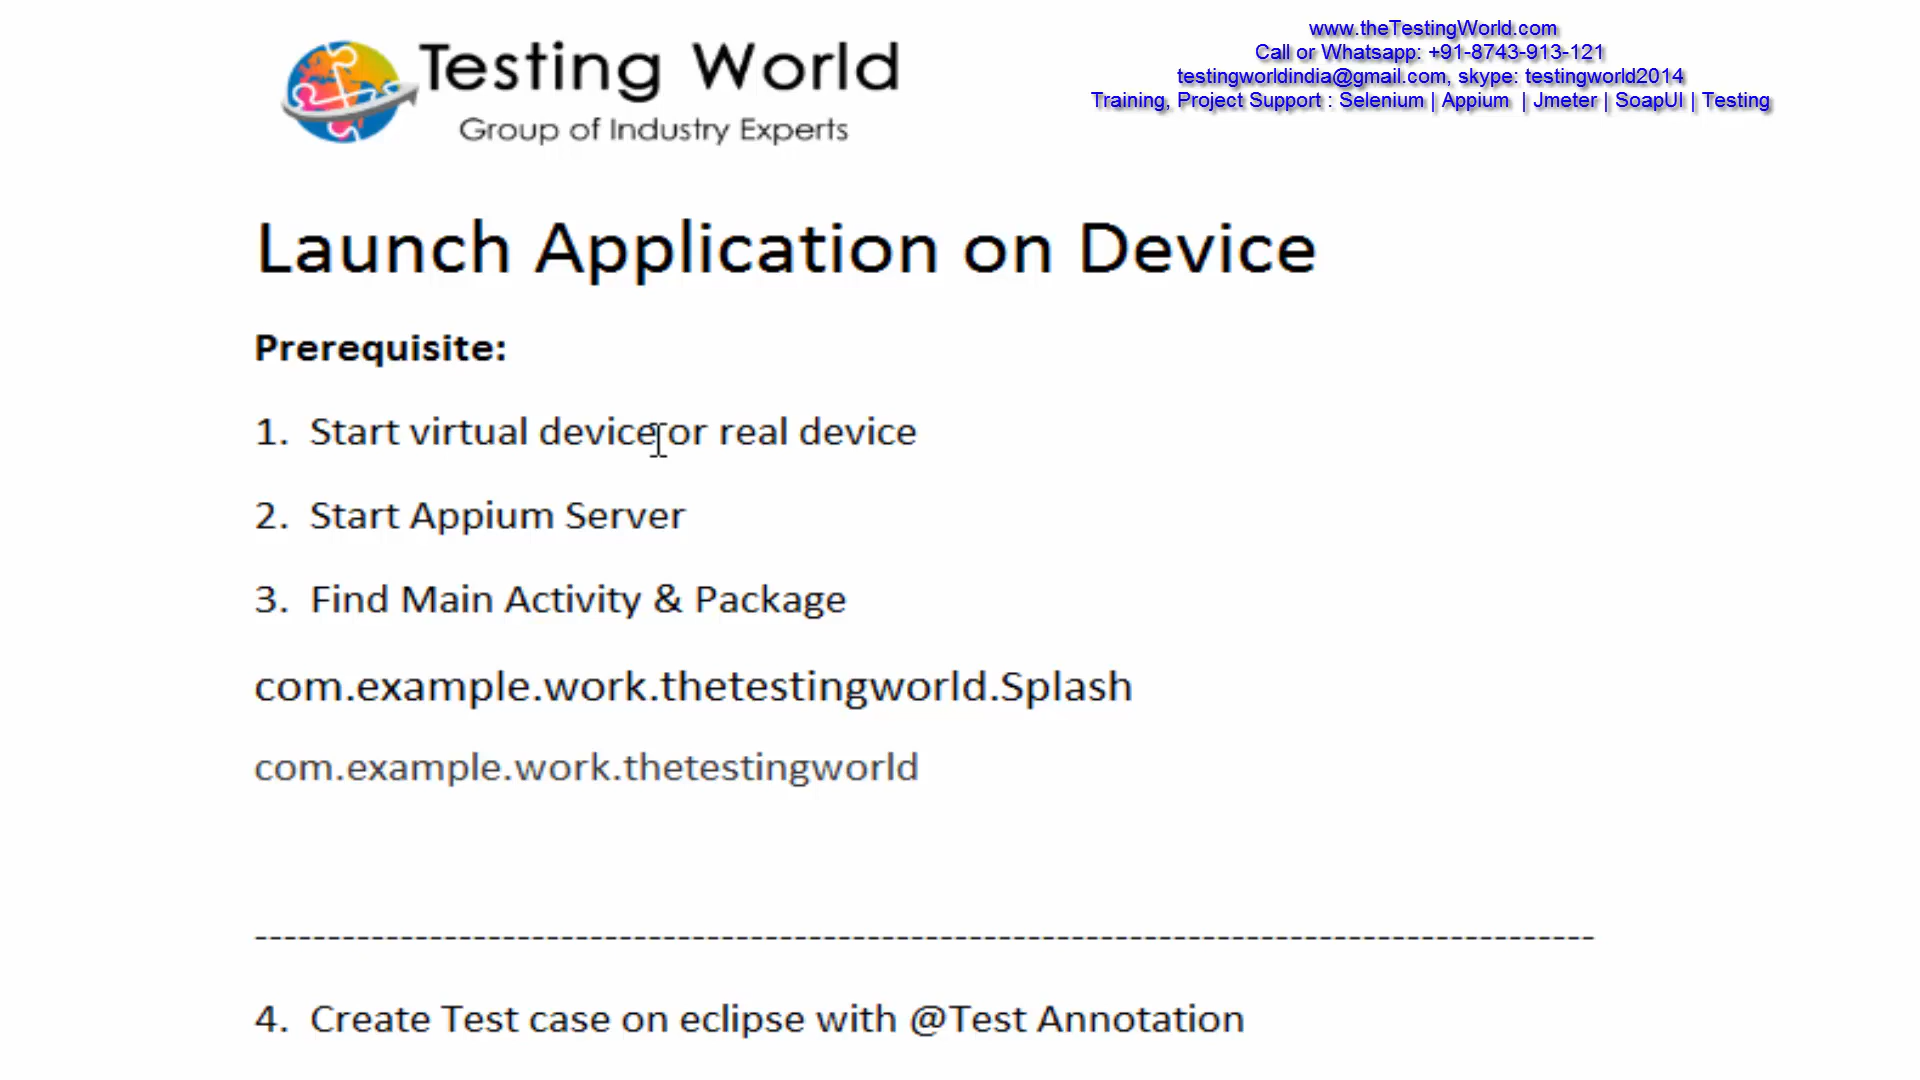 Testing World
Group of Industry Experts
www.theTestingWorld.com
Call or Whatsapp: +91-8743-913-121
testingworldindia@gmail.com, skype: testingworld2014
Training, Project Support : Selenium | Appium | Jmeter | SoapUI | Testing
Launch Application on Device
Prerequisite:
1. Start virtual device or real device
2. Start Appium Server
3. Find Main Activity & Package
com.example.work.thetestingworld.Splash
com.example.work.thetestingworld
--------------------------------------------------------------------------------------------
4. Create Test case on eclipse with @Test Annotation